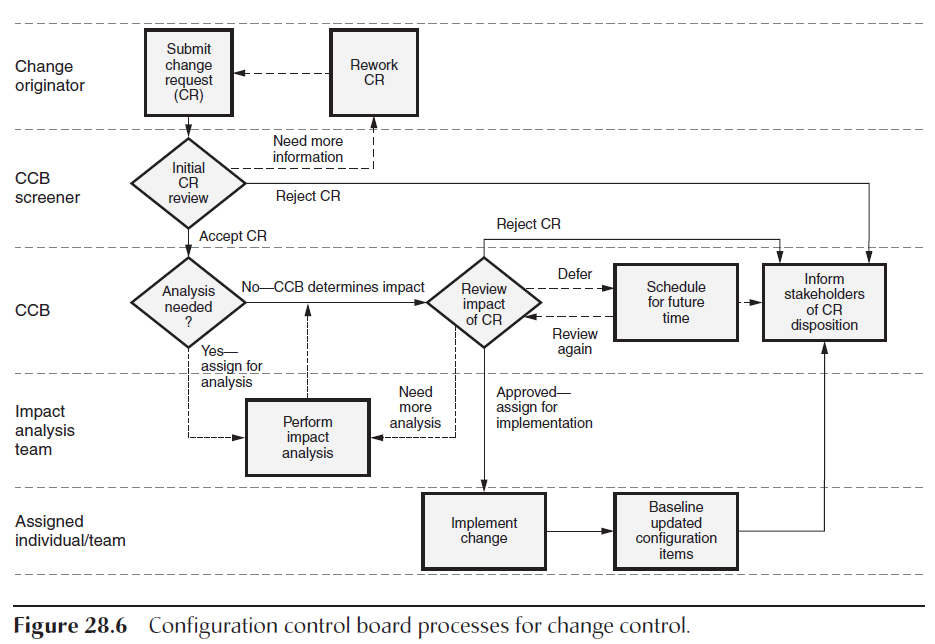 Change
originator
Submit
change
request
(CR)
Rework
CR
CCB
screener
Initial
CR
review
Need more
information
Reject CR
Accept CR
Reject CR
CCB
Analysis
needed
?
No—CCB determines impact
Review
impact
of CR
Defer
Review
again
Schedule
for future
time
Inform
stakeholders
of CR
disposition
Yes—
assign for
analysis
Impact
analysis
team
Perform
impact
analysis
Need
more
analysis
Approved—
assign for
implementation
Assigned
individual/team
Implement
change
Baseline
updated
configuration
items
Figure 28.6 Configuration control board processes for change control.